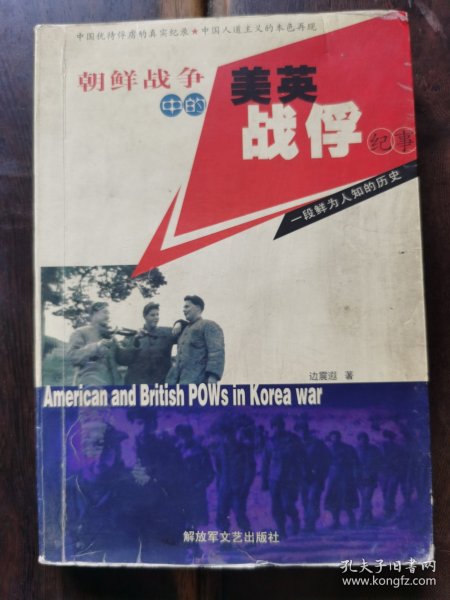 中国优待俘虏的真实纪录★中国人道主义的本色再现
朝鲜战争
中的
美英
战俘
纪事
一段鲜为人知的历史
边震遐 著
American and British POWs in Korea war
解放军文艺出版社
孔夫子旧书网
www.kongfz.com